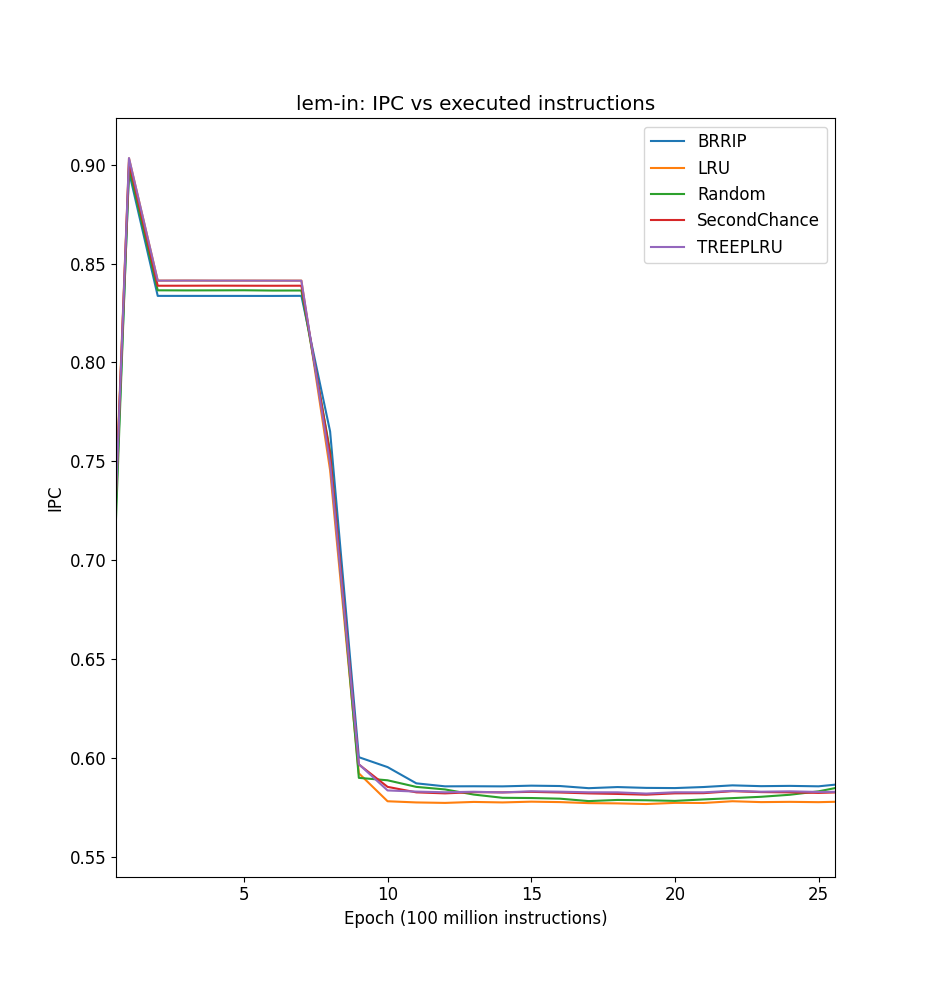 lem-in: IPC vs executed instructions
BRRIP
LRU
Random
SecondChance
TREEPLRU
0.90
0.85
0.80
0.75
0.70
0.65
0.60
0.55
IPC
5 10 15 20 25
Epoch (100 million instructions)